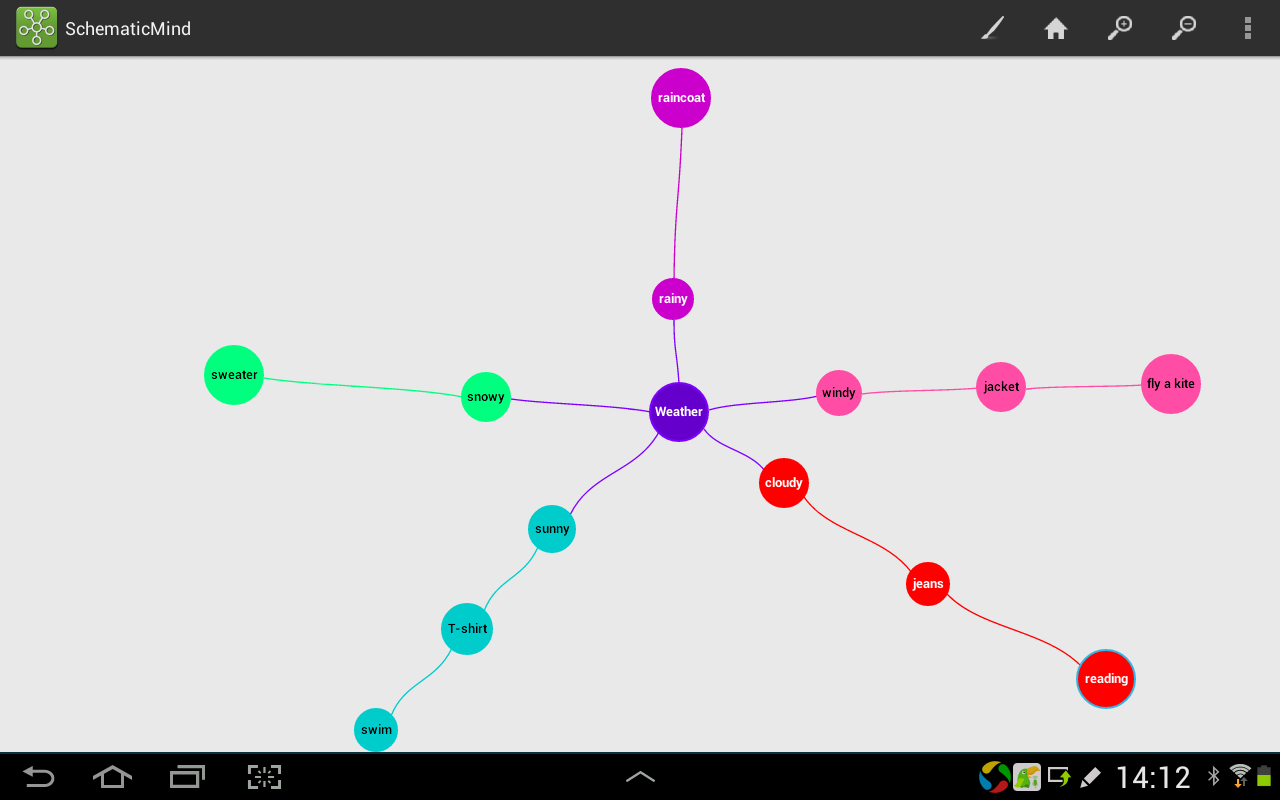 SchematicMind
raincoat
rainy
sweater
snowy
Weather
windy
jacket
fly a kite
cloudy
sunny
jeans
T-shirt
reading
swim
14:12